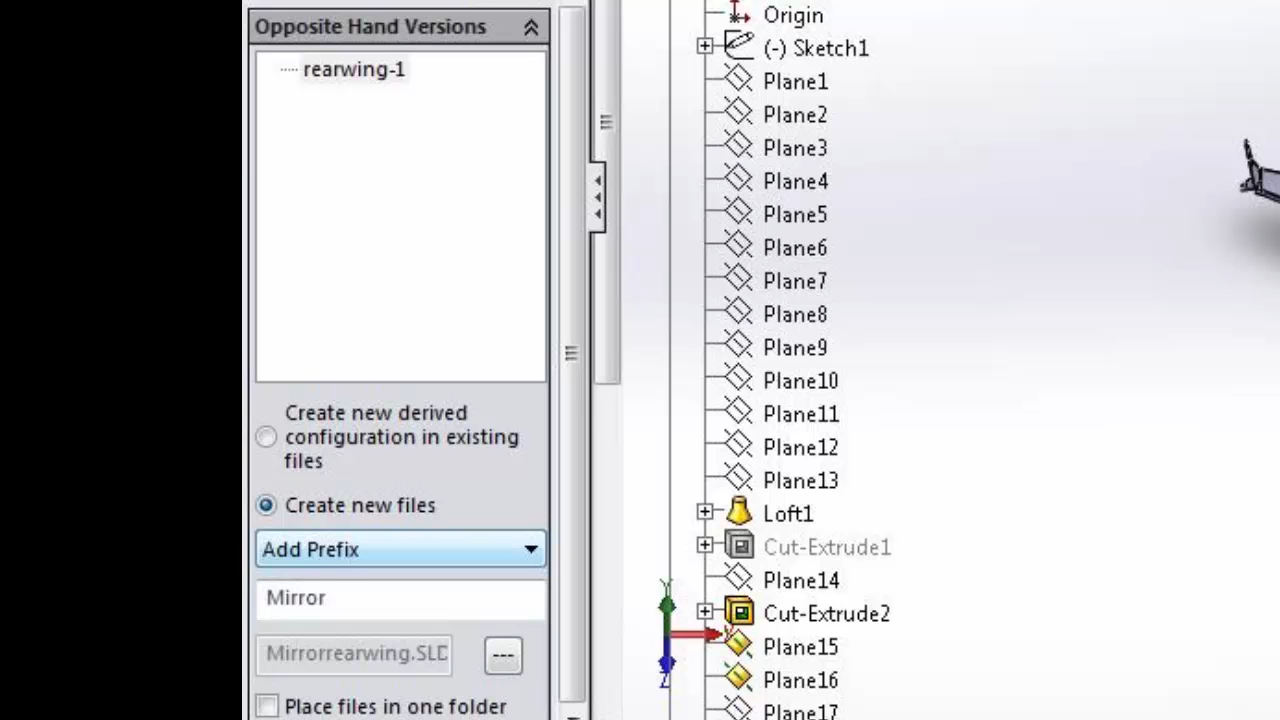 Opposite Hand Versions
rearwing-1
Create new derived
configuration in existing
files
Create new files
Add Prefix
Mirror
Mirrorrearwing.SLD
---
Place files in one folder
Origin
(-) Sketch1
Plane1
Plane2
Plane3
Plane4
Plane5
Plane6
Plane7
Plane8
Plane9
Plane10
Plane11
Plane12
Plane13
Loft1
Cut-Extrude1
Plane14
Cut-Extrude2
Plane15
Plane16
Plane17
Y
Z